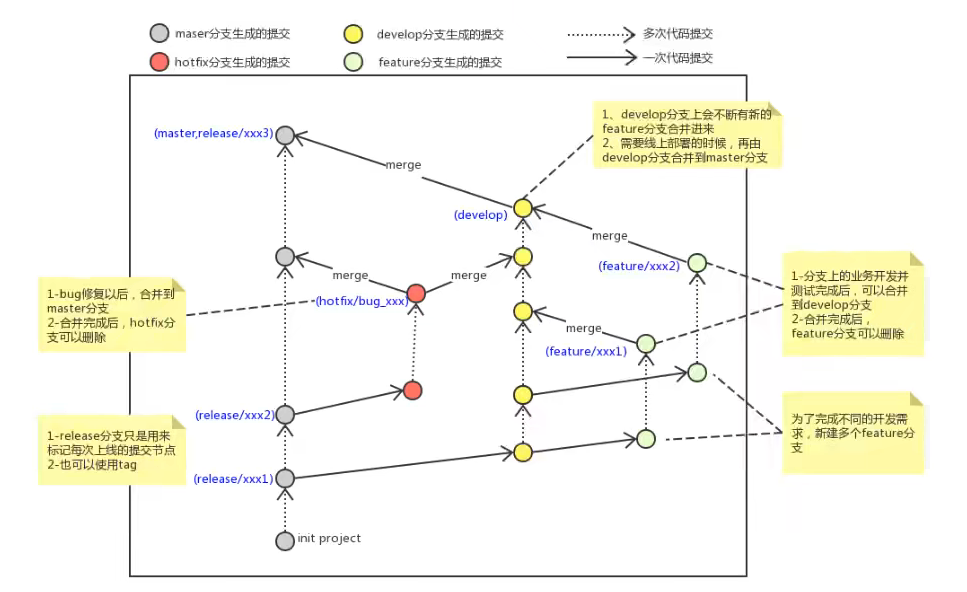 maser分支生成的提交
develop分支生成的提交
多次代码提交
hotfix分支生成的提交
feature分支生成的提交
一次代码提交
1、develop分支上会不断有新的
feature分支合并进来
2、需要线上部署的时候，再由
develop分支合并到master分支
(master,release/xxx3)
merge
(develop)
merge
(feature/xxx2)
1-分支上的业务开发并
测试完成后，可以合并
到develop分支
2-合并完成后，
feature分支可以删除
merge
merge
(hotfix/bug_xxx)
1-bug修复以后，合并到
master分支
2-合并完成后，hotfix分
支可以删除
merge
(feature/xxx1)
(release/xxx2)
为了完成不同的开发需
求，新建多个feature分
支
1-release分支只是用来
标记每次上线的提交节点
2-也可以使用tag
(release/xxx1)
init project